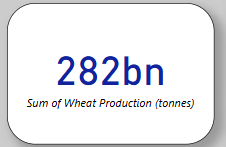 282bn
Sum of Wheat Production (tonnes)